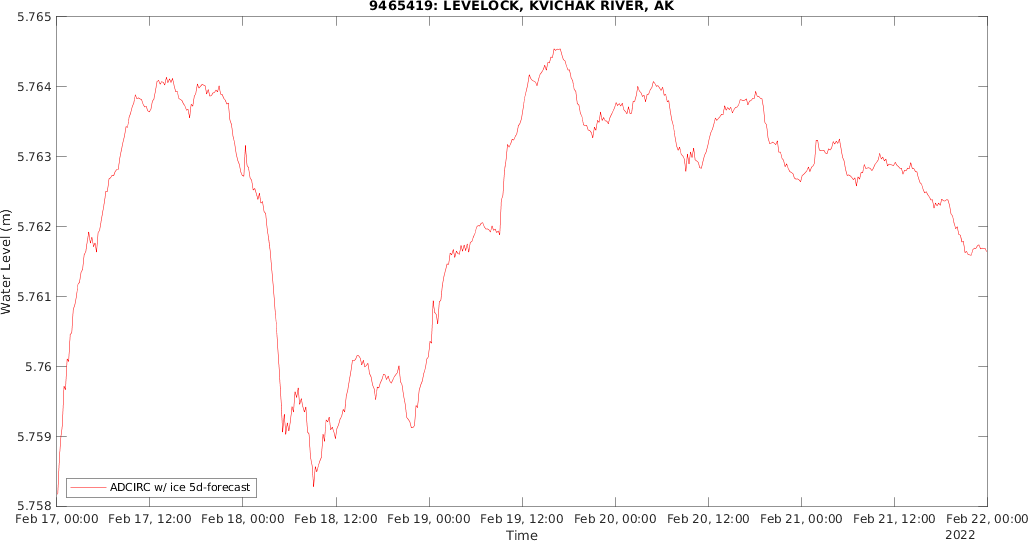 9465419: LEVELOCK, KVICHAK RIVER, AK
5.765
5.764
5.763
5.762
5.761
5.76
5.759
5.758
Water Level (m)
ADCIRC w/ ice 5d-forecast
Feb 17, 00:00 Feb 17, 12:00 Feb 18, 00:00 Feb 18, 12:00 Feb 19, 00:00 Feb 19, 12:00 Feb 20, 00:00 Feb 20, 12:00 Feb 21, 00:00 Feb 21, 12:00 Feb 22, 00:00
2022
Time